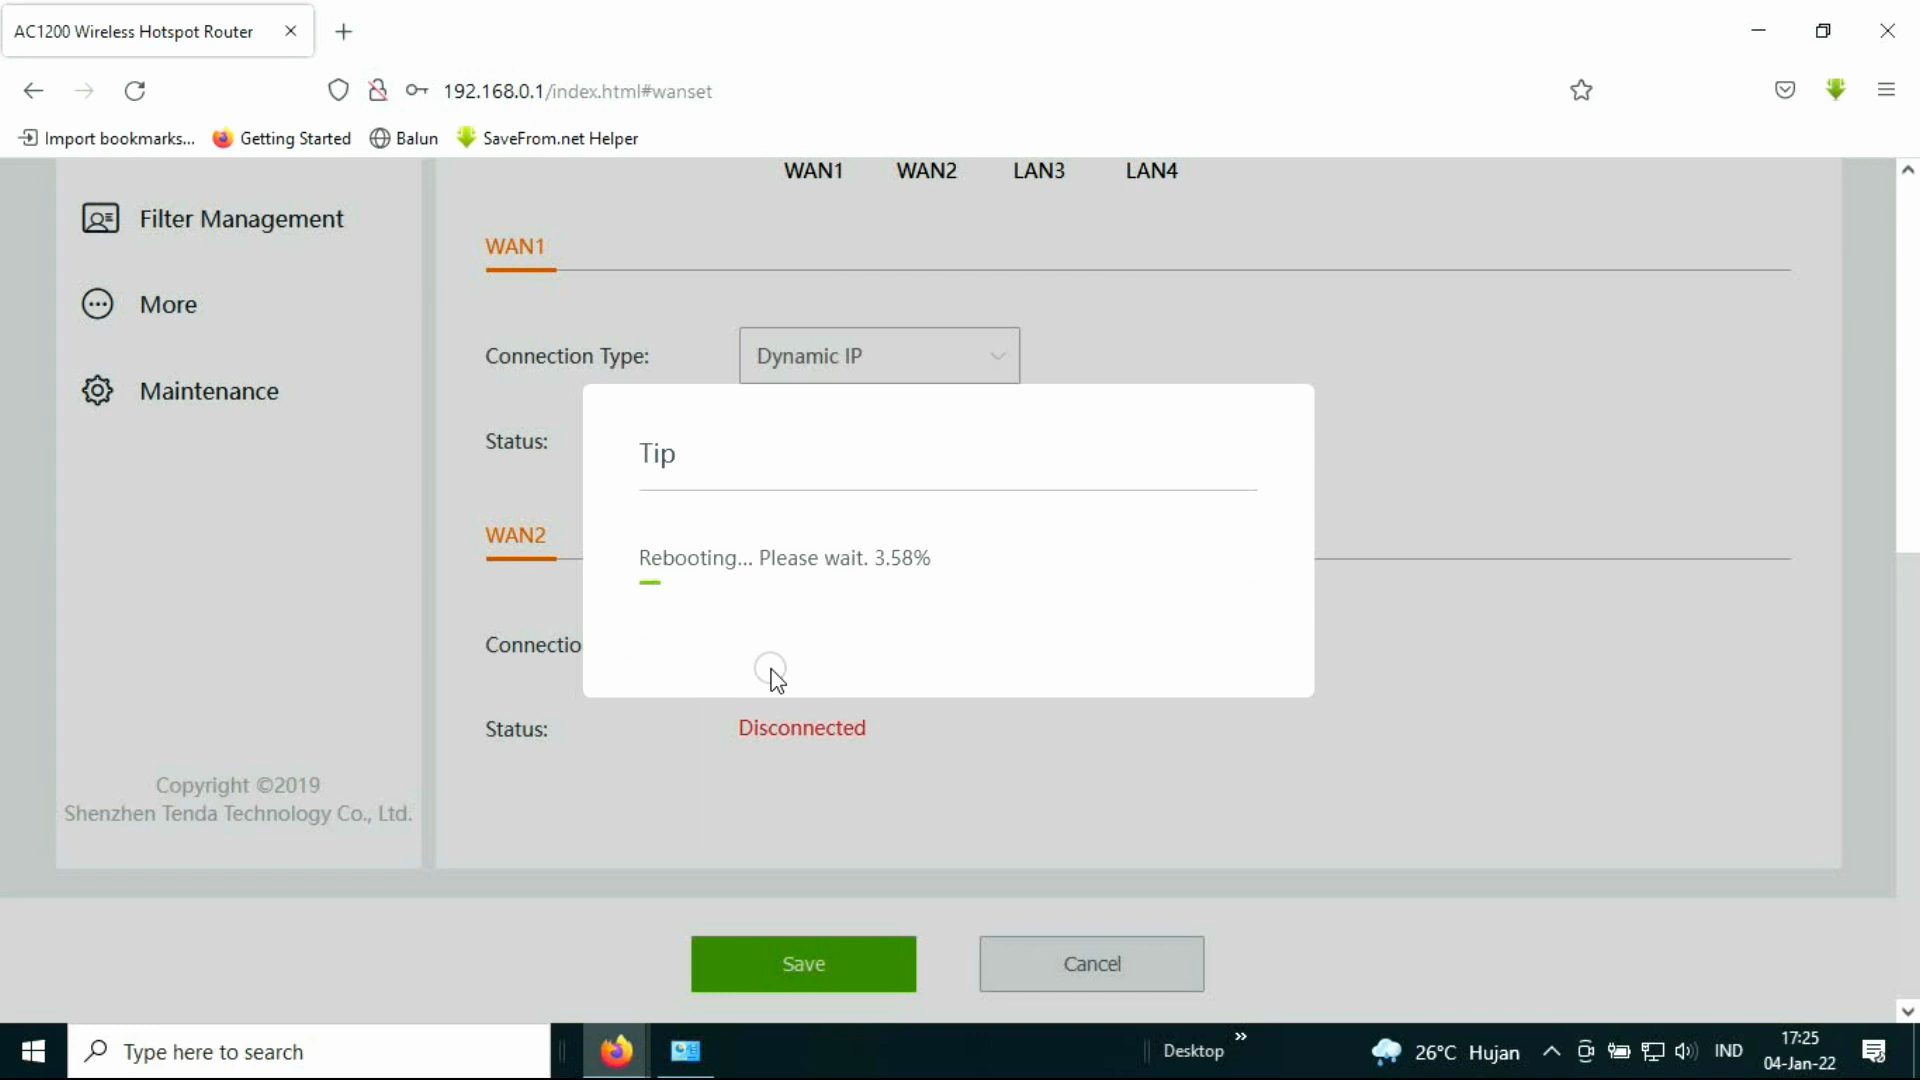 AC1200 Wireless Hotspot Router
192.168.0.1/index.html#wanset
Import bookmarks... Getting Started Balun SaveFrom.net Helper
WAN1 WAN2 LAN3 LAN4
Filter Management
WAN1
More
Connection Type: Dynamic IP
Maintenance
Status:
Tip
WAN2
Rebooting... Please wait. 3.58%
Connectio
Status: Disconnected
Copyright ©2019
Shenzhen Tenda Technology Co., Ltd.
Save Cancel
Type here to search
Desktop
26°C Hujan
IND
17:25
04-Jan-22